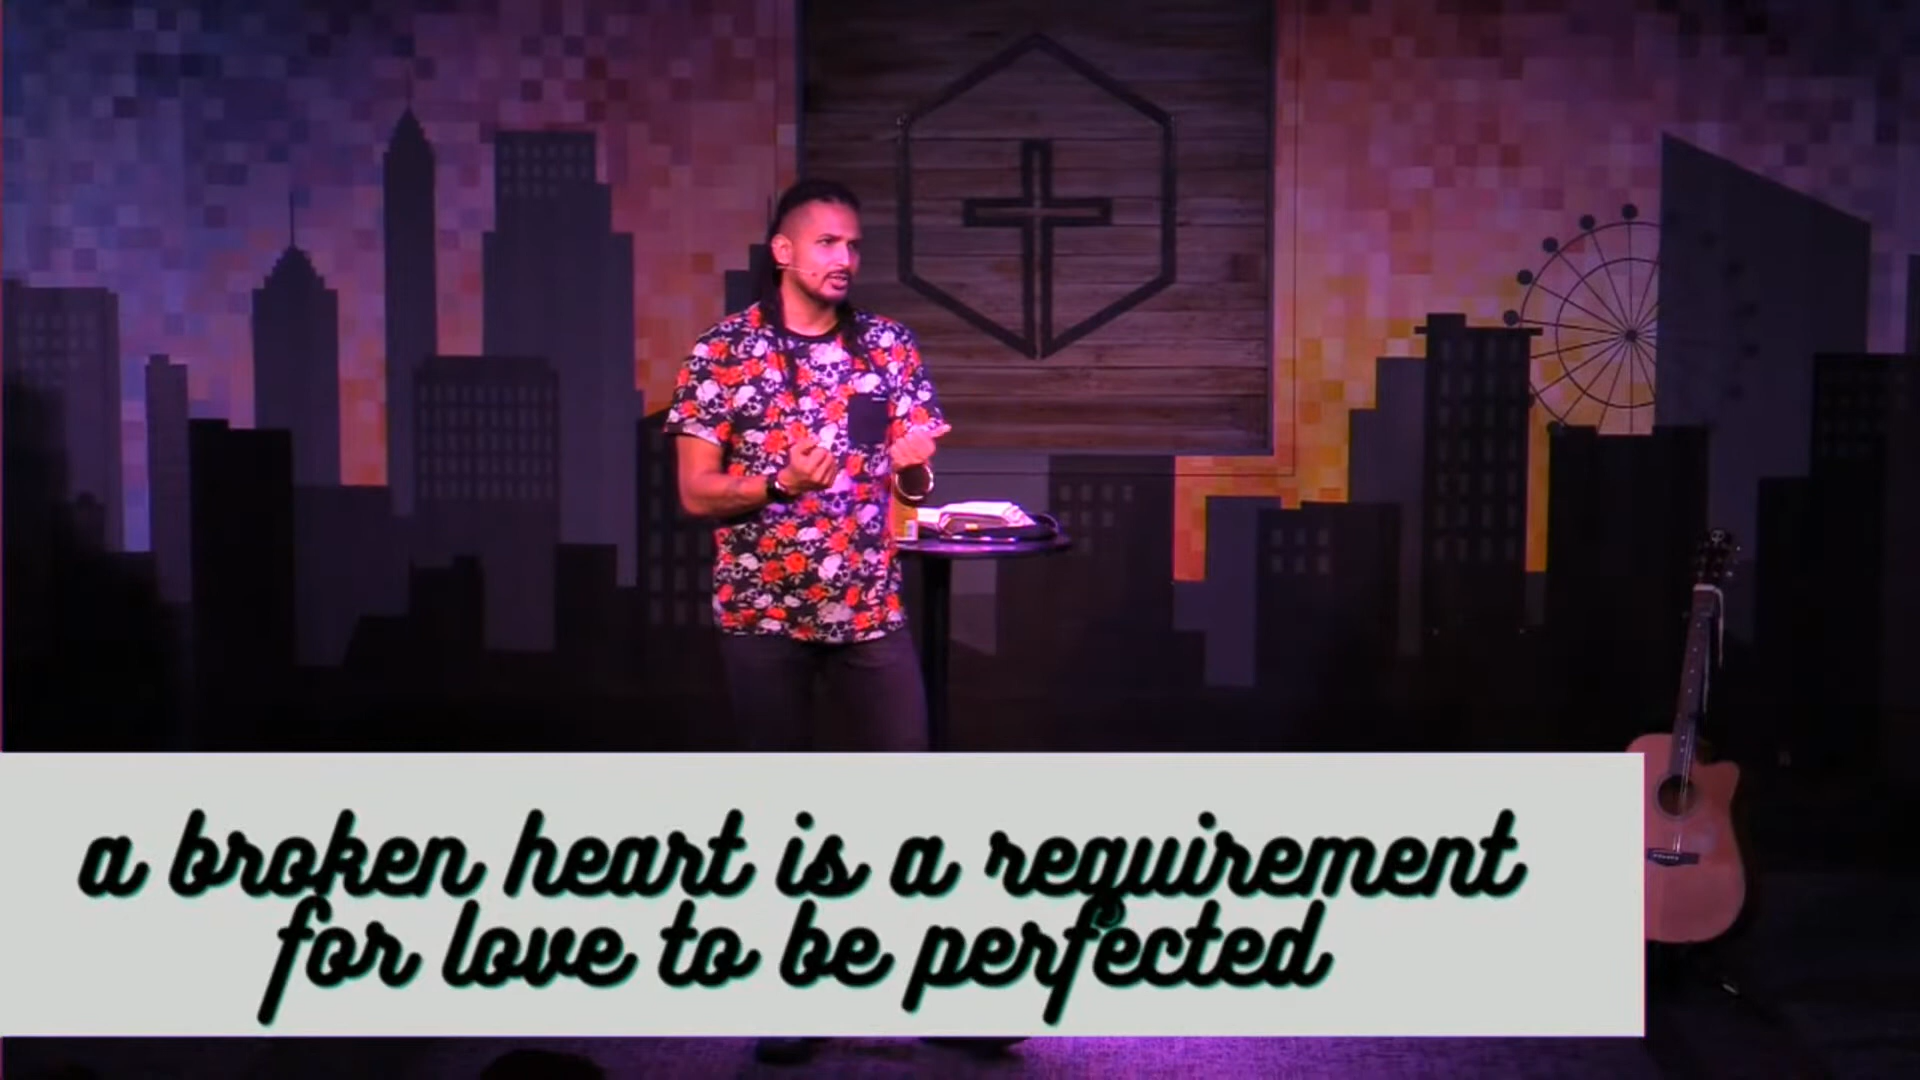 a broken heart is a requirement
for love to be perfected